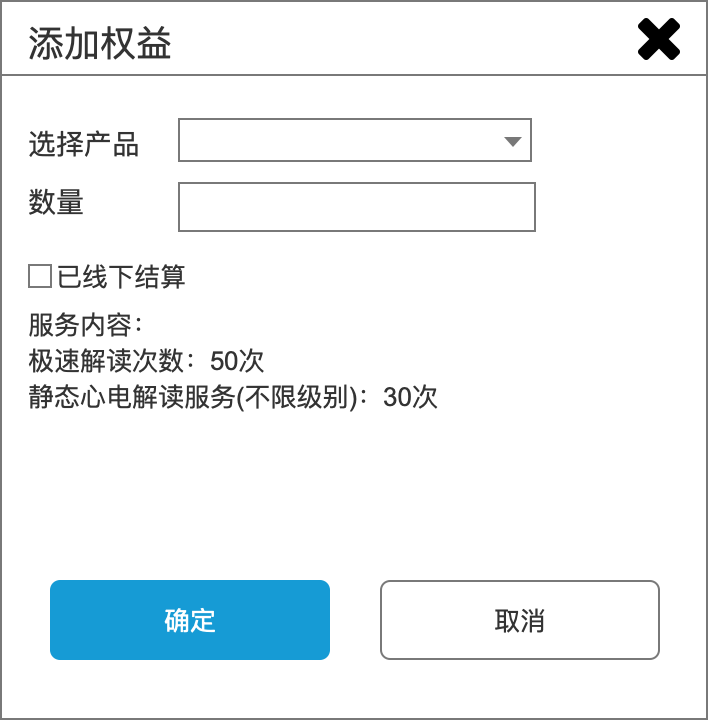 添加权益
选择产品
数量
已线下结算
服务内容：
极速解读次数：50次
静态心电解读服务(不限级别)：30次
确定
取消